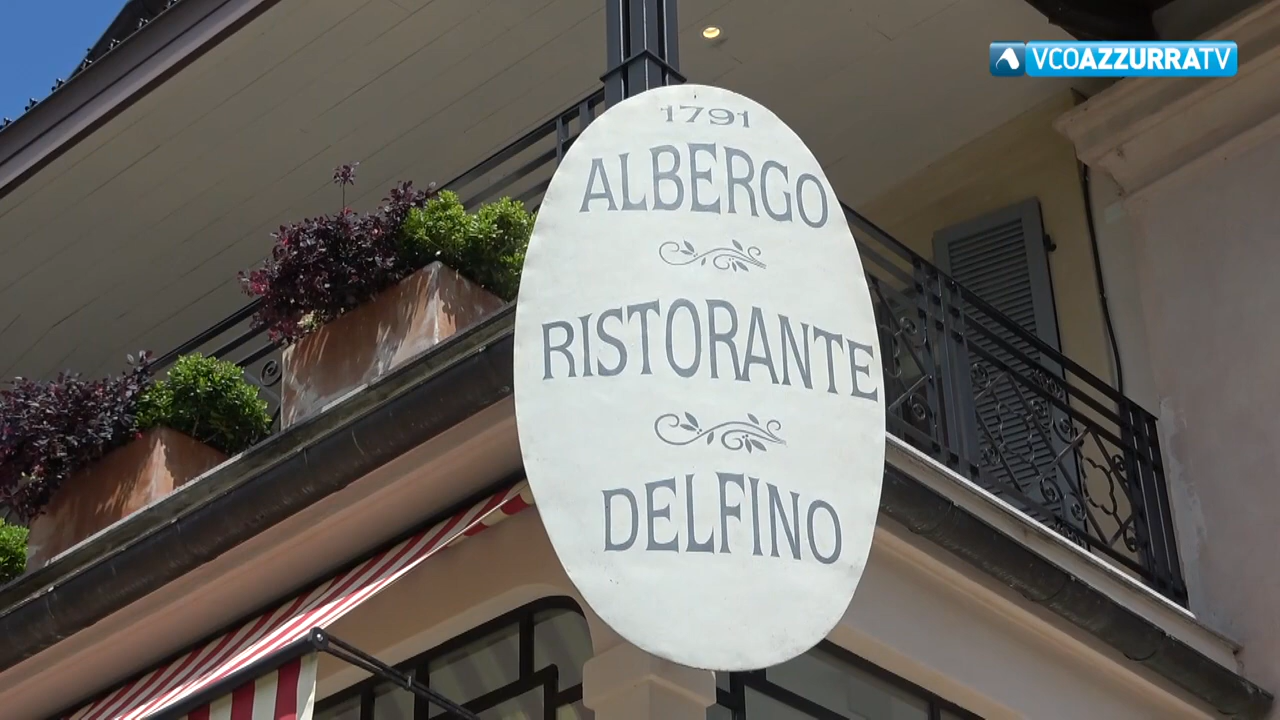 VCOAZZURRATV
1791
ALBERGO
RISTORANTE
DELFINO